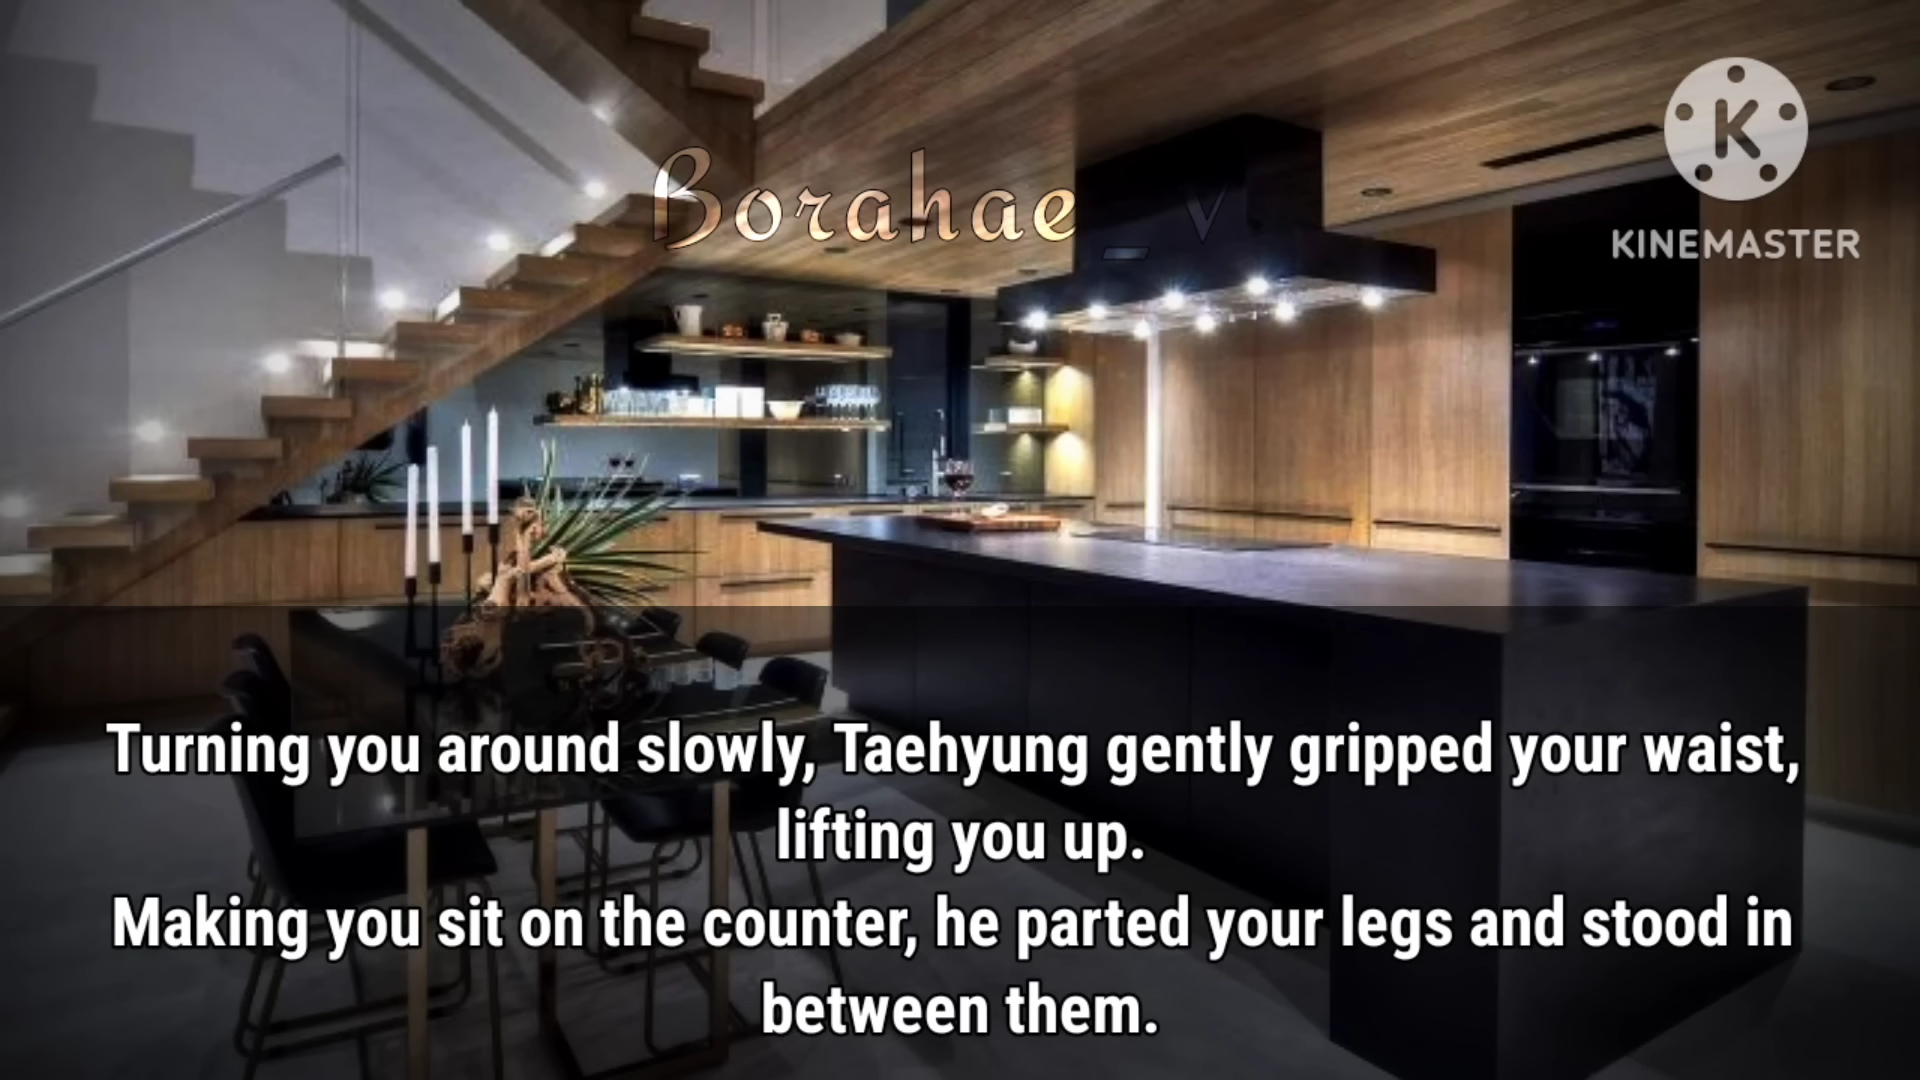 Borahae_V
KINEMASTER
Turning you around slowly, Taehyung gently gripped your waist,
lifting you up.
Making you sit on the counter, he parted your legs and stood in
between them.